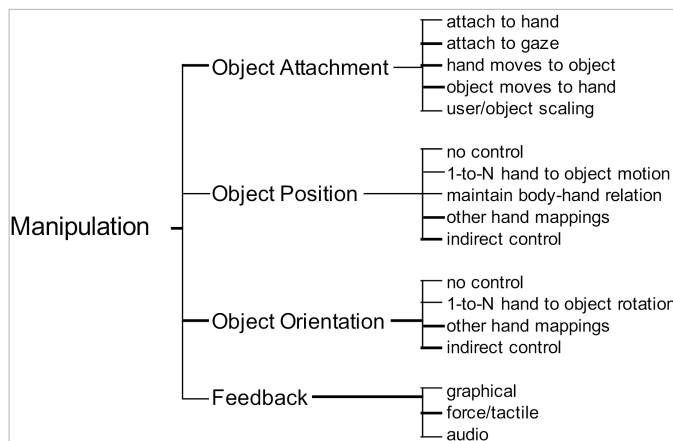 Manipulation
Object Attachment
attach to hand
attach to gaze
hand moves to object
object moves to hand
user/object scaling
Object Position
no control
1-to-N hand to object motion
maintain body-hand relation
other hand mappings
indirect control
Object Orientation
no control
1-to-N hand to object rotation
other hand mappings
indirect control
Feedback
graphical
force/tactile
audio